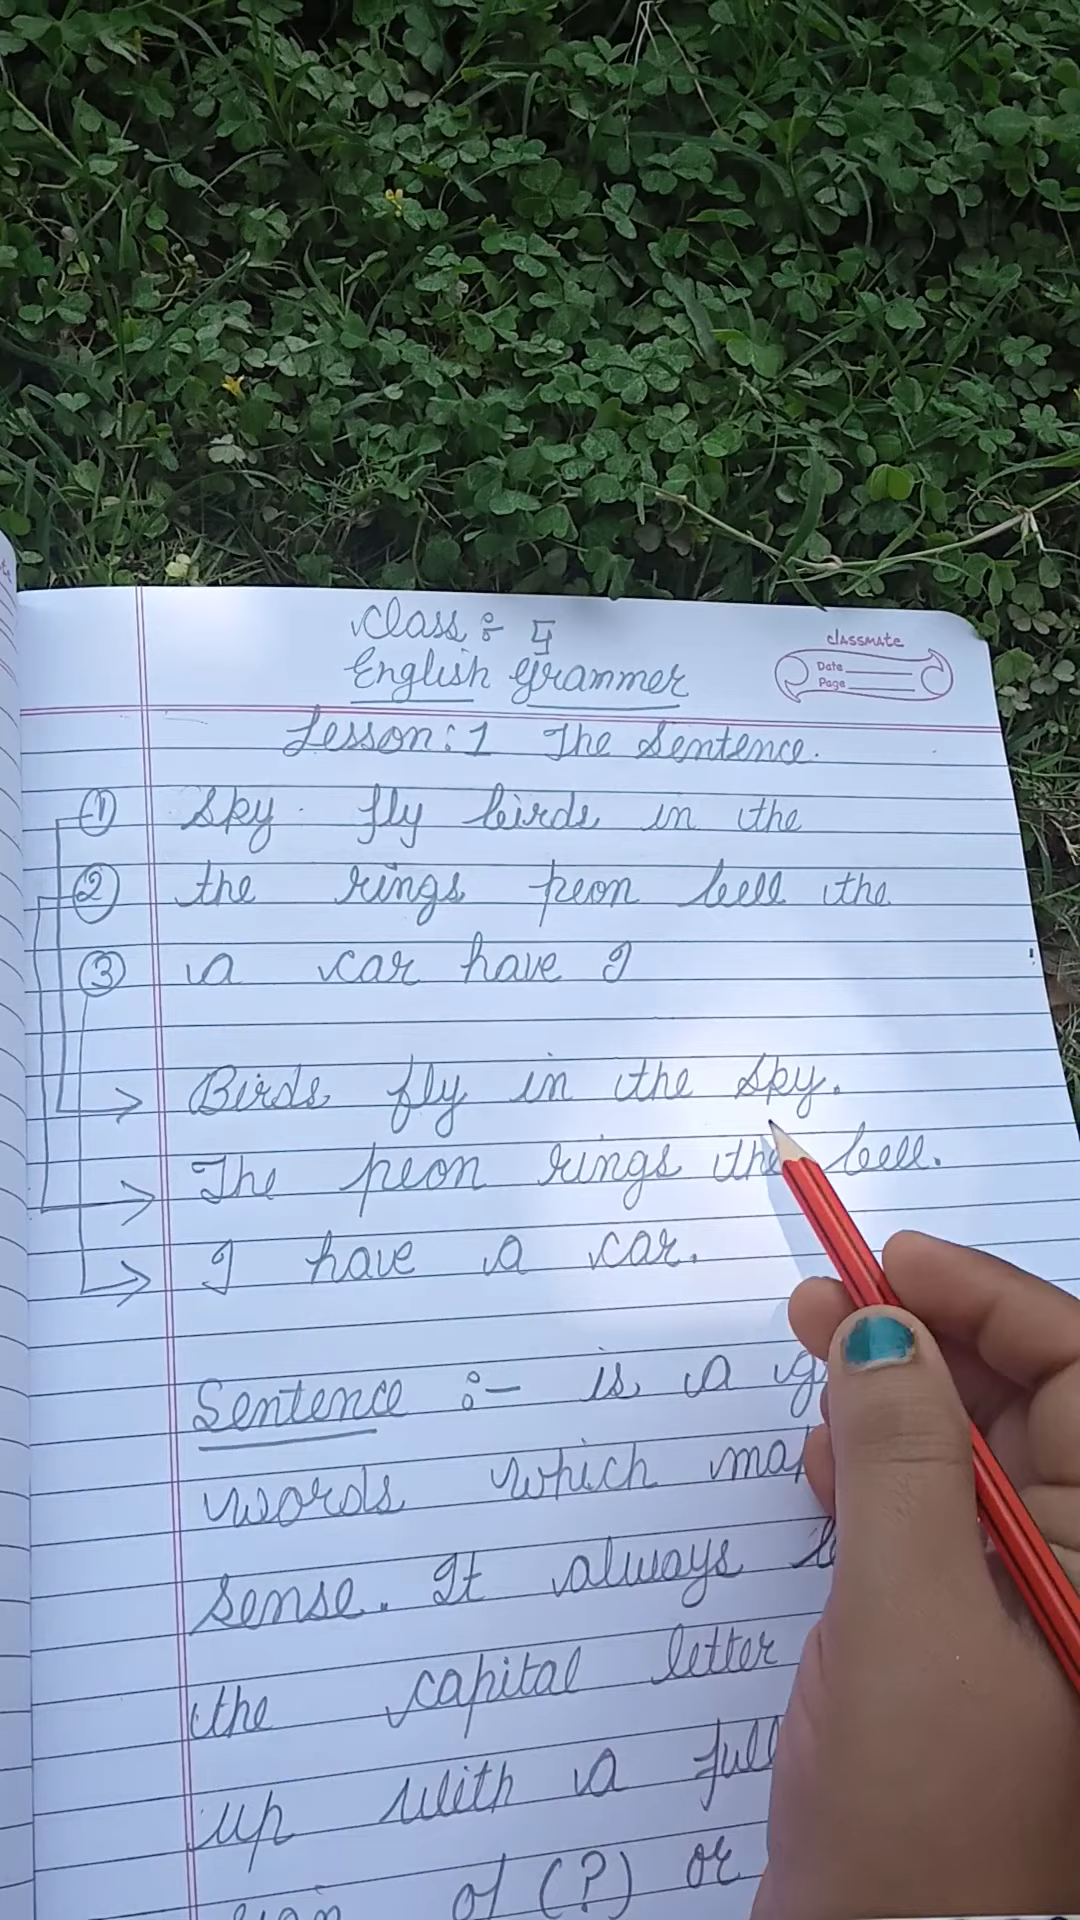 Class :- 4
English Grammer
classmate
Date
Page
Lesson: 1 The Sentence.
① Sky fly birds in the
② the rings peon bell the
③ a car have I
Birds fly in the Sky.
The peon rings the bell.
I have a car.
Sentence :- is a
words which
sense. It always
the capital letter
up with a full
of (?) or